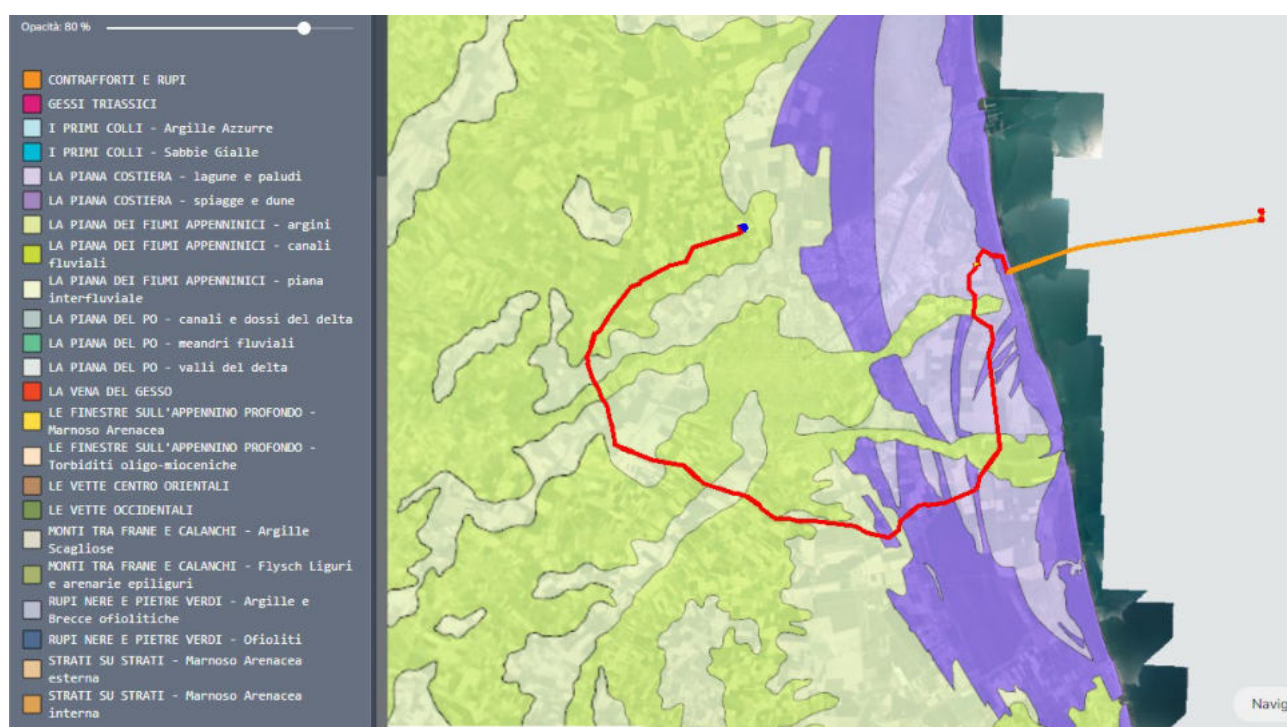 Opacità: 80 %
CONTRAFFORTI E RUPI
GESSI TRIASSICI
I PRIMI COLLI - Argille Azzurre
I PRIMI COLLI - Sabbie Gialle
LA PIANA COSTIERA - lagune e paludi
LA PIANA COSTIERA - spiagge e dune
LA PIANA DEI FIUMI APPENNINICI - argini
LA PIANA DEI FIUMI APPENNINICI - canali
fluviali
LA PIANA DEI FIUMI APPENNINICI - piana
interfluviale
LA PIANA DEL PO - canali e dossi del delta
LA PIANA DEL PO - meandri fluviali
LA PIANA DEL PO - valli del delta
LA VENA DEL GESSO
LE FINESTRE SULL'APPENNINO PROFONDO -
Marnoso Arenacea
LE FINESTRE SULL'APPENNINO PROFONDO -
Torbiditi oligo-mioceniche
LE VETTE CENTRO ORIENTALI
LE VETTE OCCIDENTALI
MONTI TRA FRANE E CALANCHI - Argille
Scagliose
MONTI TRA FRANE E CALANCHI - Flysch Liguri
e arenarie epiliguri
RUPI NERE E PIETRE VERDI - Argille e
Brecce ofiolitiche
RUPI NERE E PIETRE VERDI - Ofioliti
STRATI SU STRATI - Marnoso Arenacea
esterna
STRATI SU STRATI - Marnoso Arenacea
interna
Navig